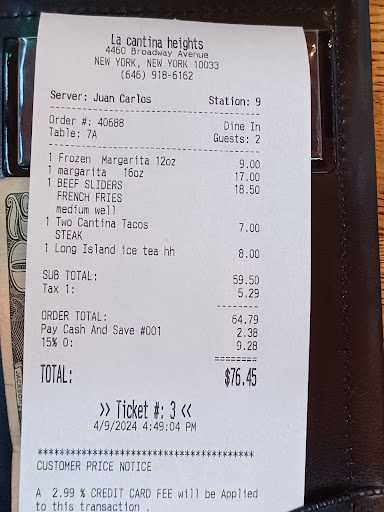 La cantina heights
4460 Broadway Avenue
NEW YORK, NEW YORK 10033
(646) 918-6162
Server: Juan Carlos Station: 9
Order #: 40688 Dine In
Table: 7A Guests: 2
1 Frozen Margarita 12oz 9.00
1 margarita 16oz 17.00
1 BEEF SLIDERS 18.50
FRENCH FRIES
medium well
1 Two Cantina Tacos 7.00
STEAK
1 Long Island ice tea hh 8.00
SUB TOTAL: 59.50
Tax 1: 5.29
ORDER TOTAL: 64.79
Pay Cash And Save #001 2.38
15% O: 9.28
TOTAL: $76.45
>> Ticket #: 3 <<
4/9/2024 4:49:04 PM
****************************************
CUSTOMER PRICE NOTICE
A 2.99 % CREDIT CARD FEE will be Applied
to this transaction .